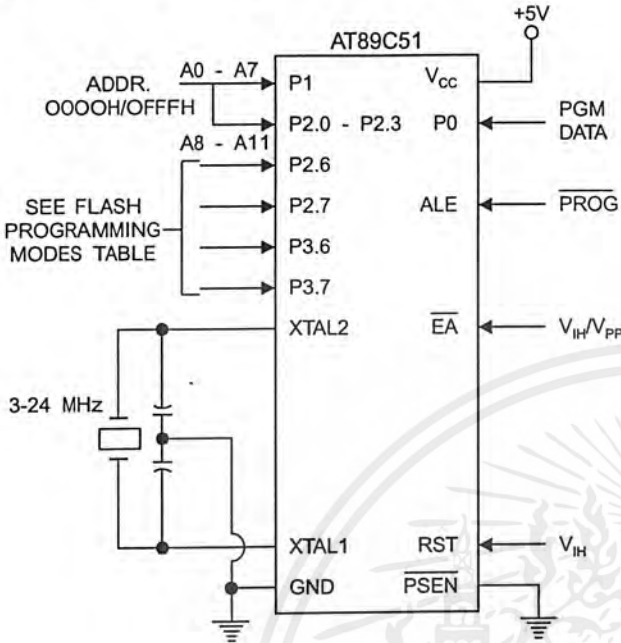 +5V
AT89C51
ADDR.
OOOOH/OFFFH
A0 - A7
P1
VCC
P2.0 - P2.3
P0
PGM
DATA
A8 - A11
P2.6
SEE FLASH
PROGRAMMING
MODES TABLE
P2.7
ALE
PROG
P3.6
P3.7
XTAL2
EA
VIH/VPP
3-24 MHz
XTAL1
RST
VIH
GND
PSEN